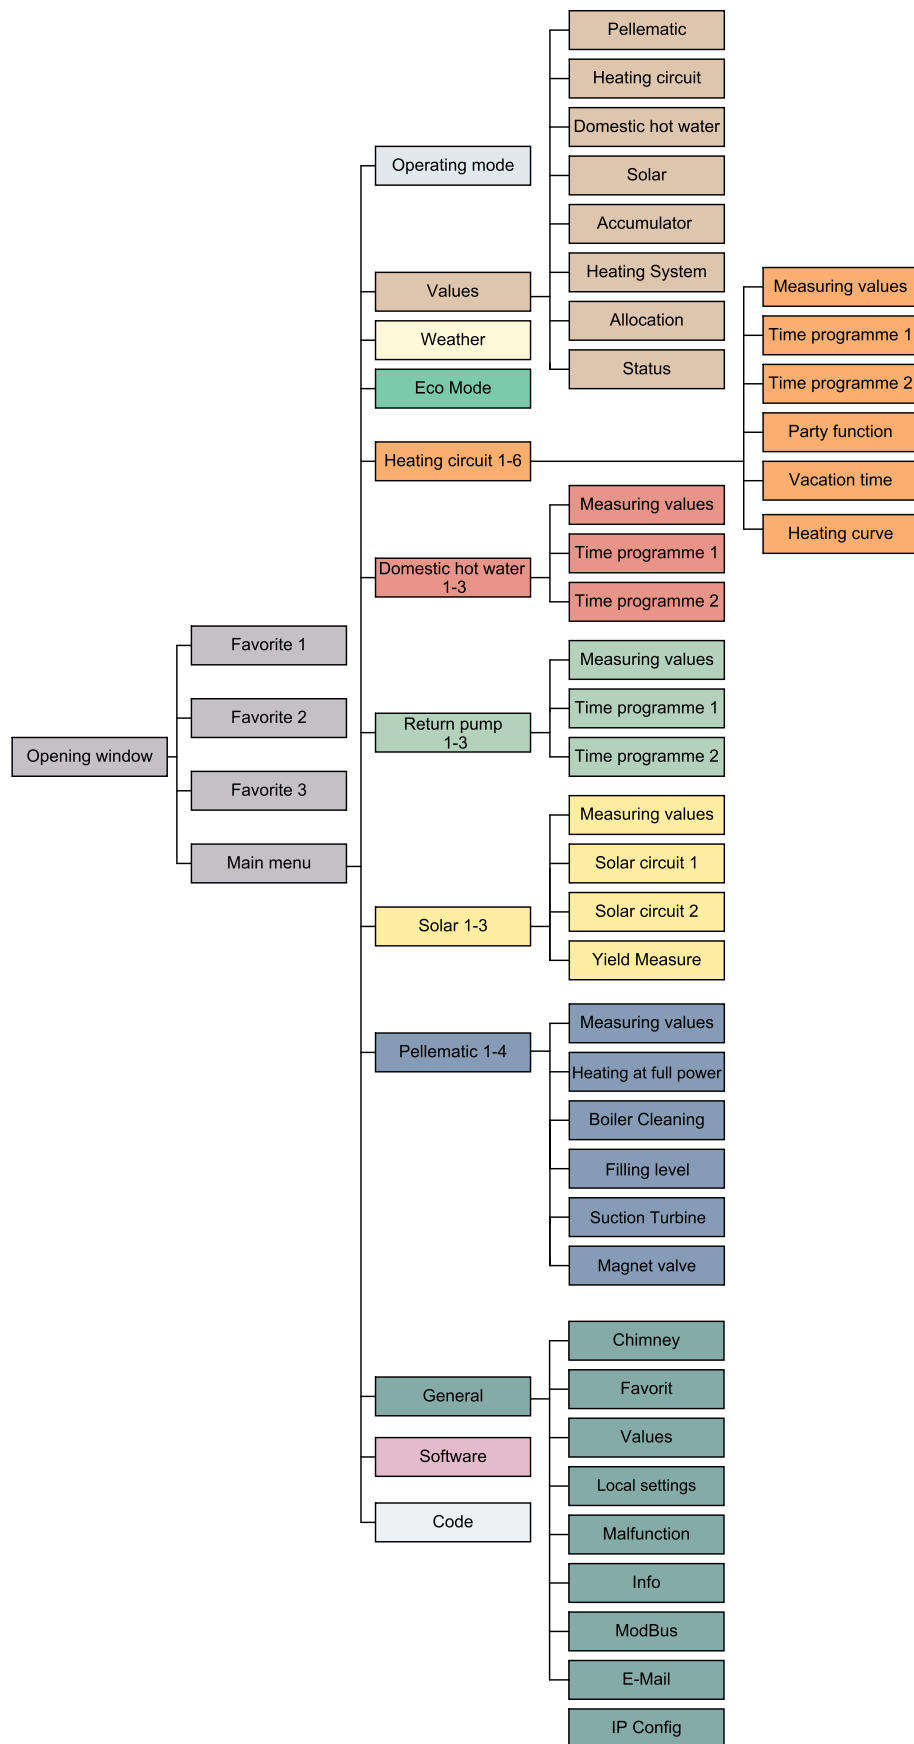 Opening window
Favorite 1
Favorite 2
Favorite 3
Main menu
Operating mode
Values
Pellematic
Heating circuit
Domestic hot water
Solar
Accumulator
Heating System
Allocation
Status
Weather
Eco Mode
Heating circuit 1-6
Measuring values
Time programme 1
Time programme 2
Party function
Vacation time
Heating curve
Domestic hot water
1-3
Measuring values
Time programme 1
Time programme 2
Return pump
1-3
Measuring values
Time programme 1
Time programme 2
Solar 1-3
Measuring values
Solar circuit 1
Solar circuit 2
Yield Measure
Pellematic 1-4
Measuring values
Heating at full power
Boiler Cleaning
Filling level
Suction Turbine
Magnet valve
General
Chimney
Favorit
Values
Local settings
Malfunction
Info
ModBus
E-Mail
IP Config
Software
Code